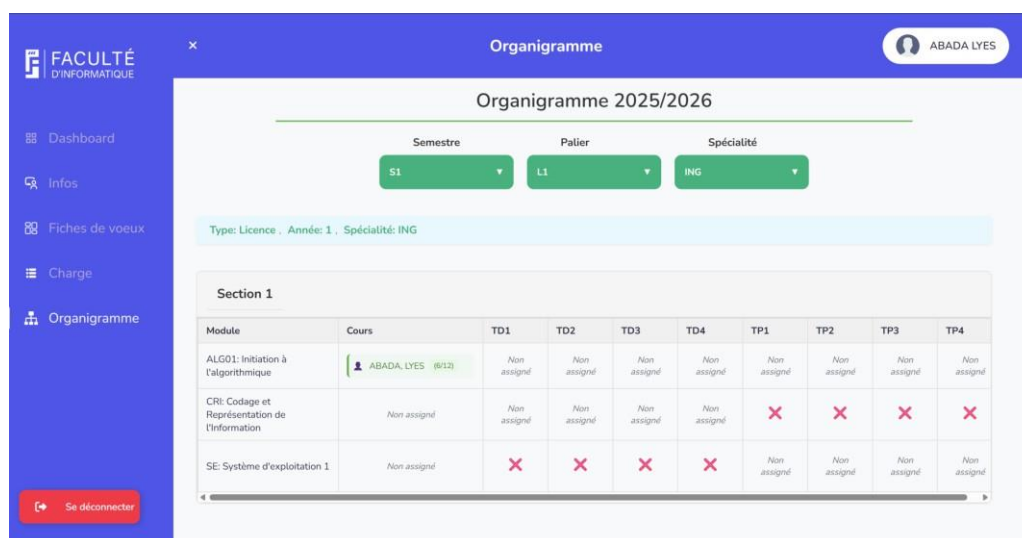 FACULTÉ
D'INFORMATIQUE
Dashboard
Infos
Fiches de voeux
Charge
Organigramme
Se déconnecter
× Organigramme ABADA LYES
Organigramme 2025/2026
Semestre Palier Spécialité
S1 L1 ING
Type: Licence , Année: 1 , Spécialité: ING
Section 1
Module Cours TD1 TD2 TD3 TD4 TP1 TP2 TP3 TP4
ALG01: Initiation à
l'algorithmique
ABADA, LYES (6/12)
Non assigné
Non assigné
Non assigné
Non assigné
Non assigné
Non assigné
Non assigné
Non assigné
CRI: Codage et
Représentation de
l'Information
Non assigné
Non assigné
Non assigné
Non assigné
Non assigné
SE: Système d'exploitation 1
Non assigné
Non assigné
Non assigné
Non assigné
Non assigné